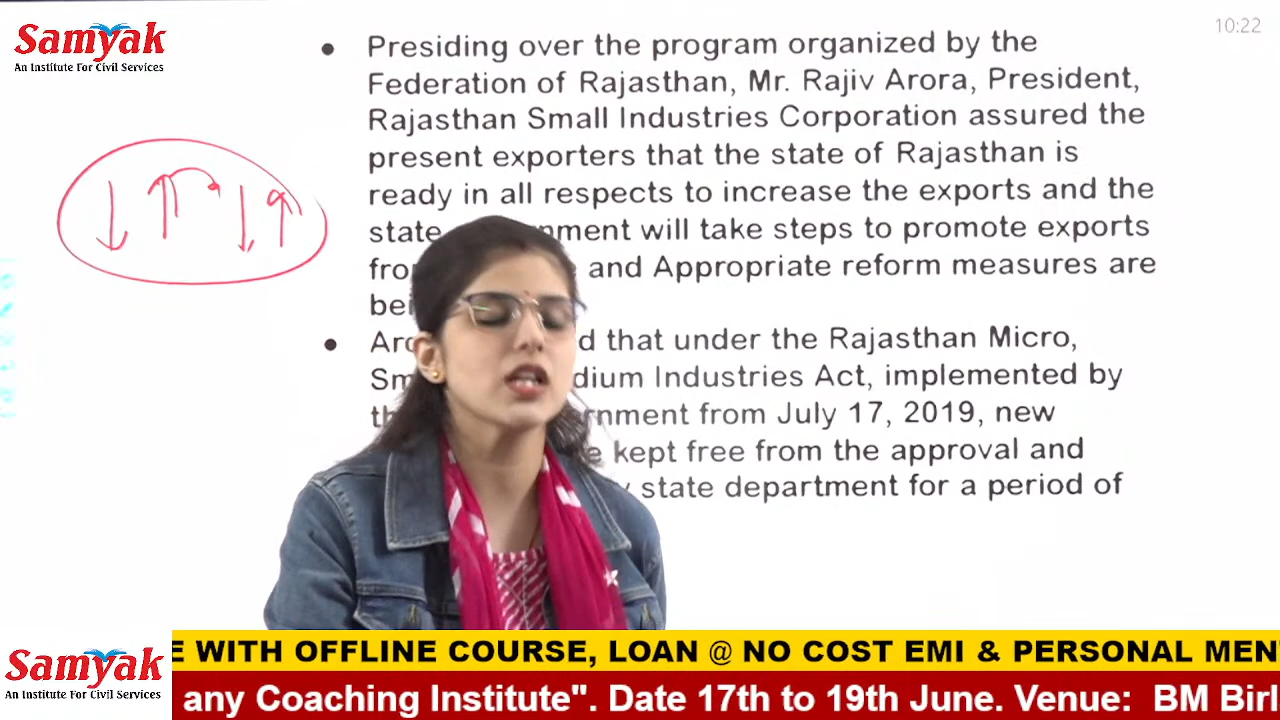 Samyak
An Institute For Civil Services
10:22
• Presiding over the program organized by the
Federation of Rajasthan, Mr. Rajiv Arora, President,
Rajasthan Small Industries Corporation assured the
present exporters that the state of Rajasthan is
ready in all respects to increase the exports and the
state nment will take steps to promote exports
and Appropriate reform measures are
• d that under the Rajasthan Micro,
dium Industries Act, implemented by
rnment from July 17, 2019, new
kept free from the approval and
state department for a period of
Samyak
An Institute For Civil Services
E WITH OFFLINE COURSE, LOAN @ NO COST EMI & PERSONAL MEN
any Coaching Institute". Date 17th to 19th June. Venue: BM Birl